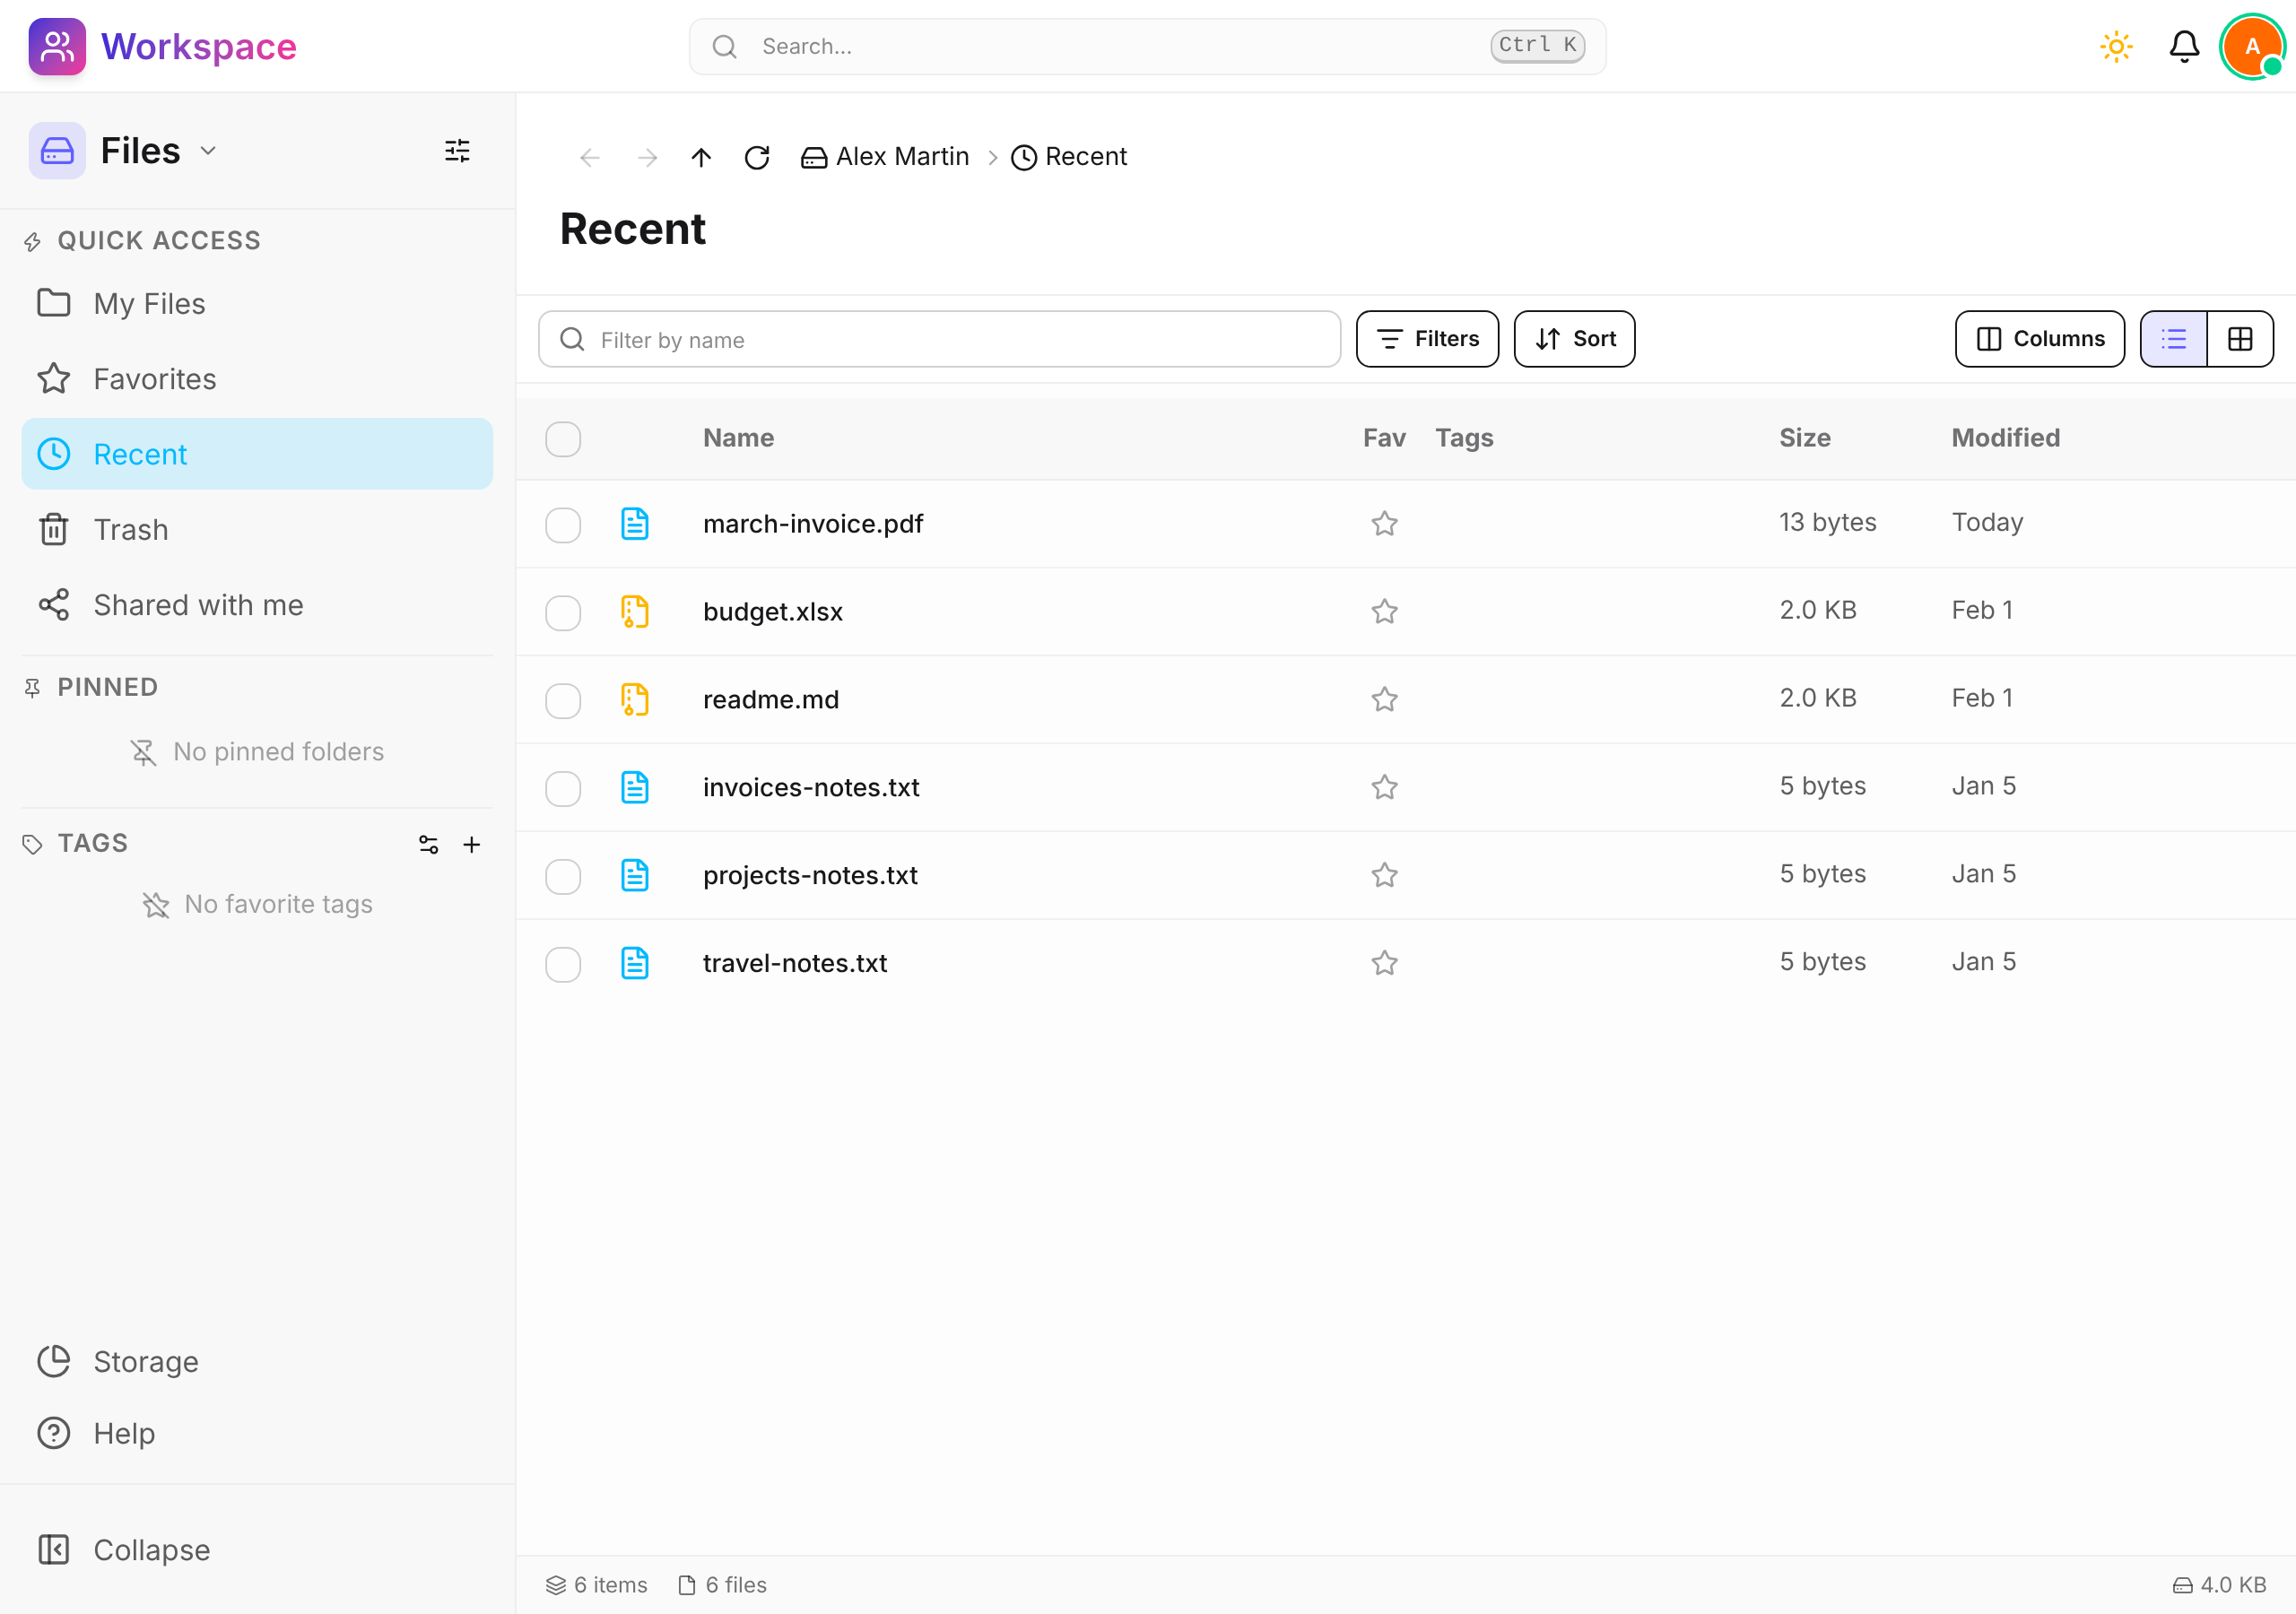 Workspace
Search...
Ctrl K
A
Files
Alex Martin
Recent
Recent
QUICK ACCESS
My Files
Favorites
Recent
Trash
Shared with me
PINNED
No pinned folders
TAGS
No favorite tags
Storage
Help
Collapse
Filter by name
Filters
Sort
Columns
Name Fav Tags Size Modified
march-invoice.pdf 13 bytes Today
budget.xlsx 2.0 KB Feb 1
readme.md 2.0 KB Feb 1
invoices-notes.txt 5 bytes Jan 5
projects-notes.txt 5 bytes Jan 5
travel-notes.txt 5 bytes Jan 5
6 items 6 files 4.0 KB